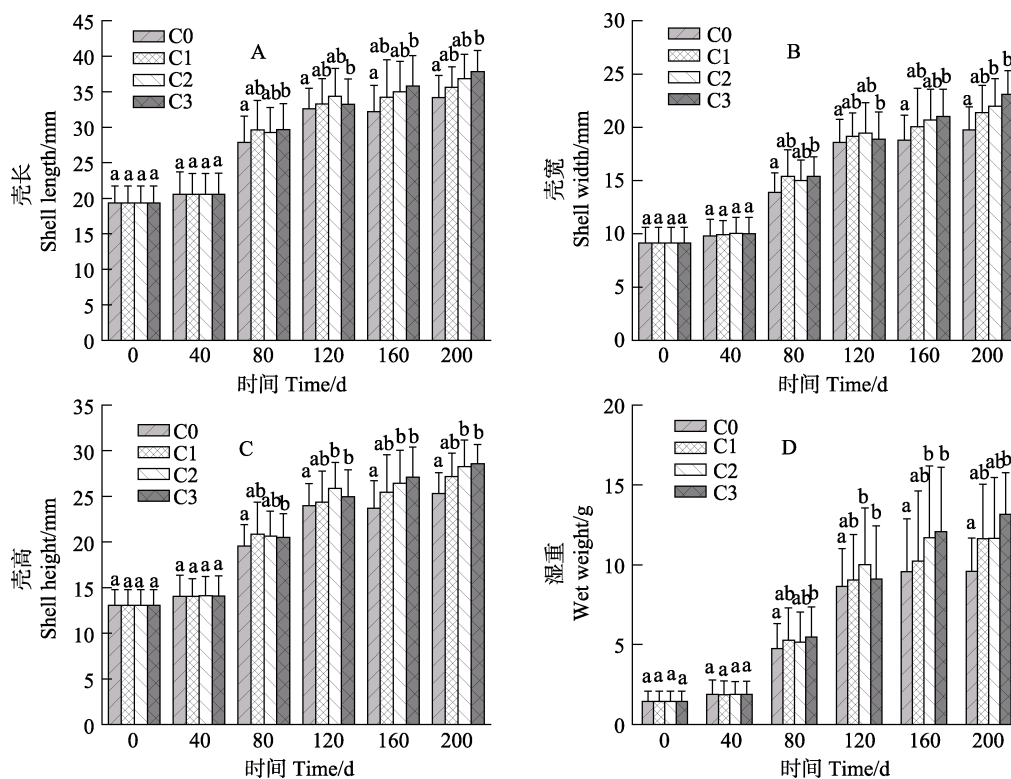 A
C0
C1
C2
C3
45
40
35
30
25
20
15
10
5
0
壳长
Shell length/mm
a a a a
a a a a
a ab ab b
a ab ab b
a ab ab b
a ab ab b
0 40 80 120 160 200
时间 Time/d
B
C0
C1
C2
C3
30
25
20
15
10
5
0
壳宽
Shell width/mm
a a a a
a a a a
a ab ab b
a ab ab b
a ab ab b
a ab b b
0 40 80 120 160 200
时间 Time/d
C
C0
C1
C2
C3
35
30
25
20
15
10
5
0
壳高
Shell height/mm
a a a a
a a a a
a ab ab b
a ab b b
a ab b b
a ab b b
0 40 80 120 160 200
时间 Time/d
D
C0
C1
C2
C3
20
15
10
5
0
湿重
Wet weight/g
a a a a
a a a a
a ab ab b
a ab b b
a ab b b
a ab ab b
0 40 80 120 160 200
时间 Time/d